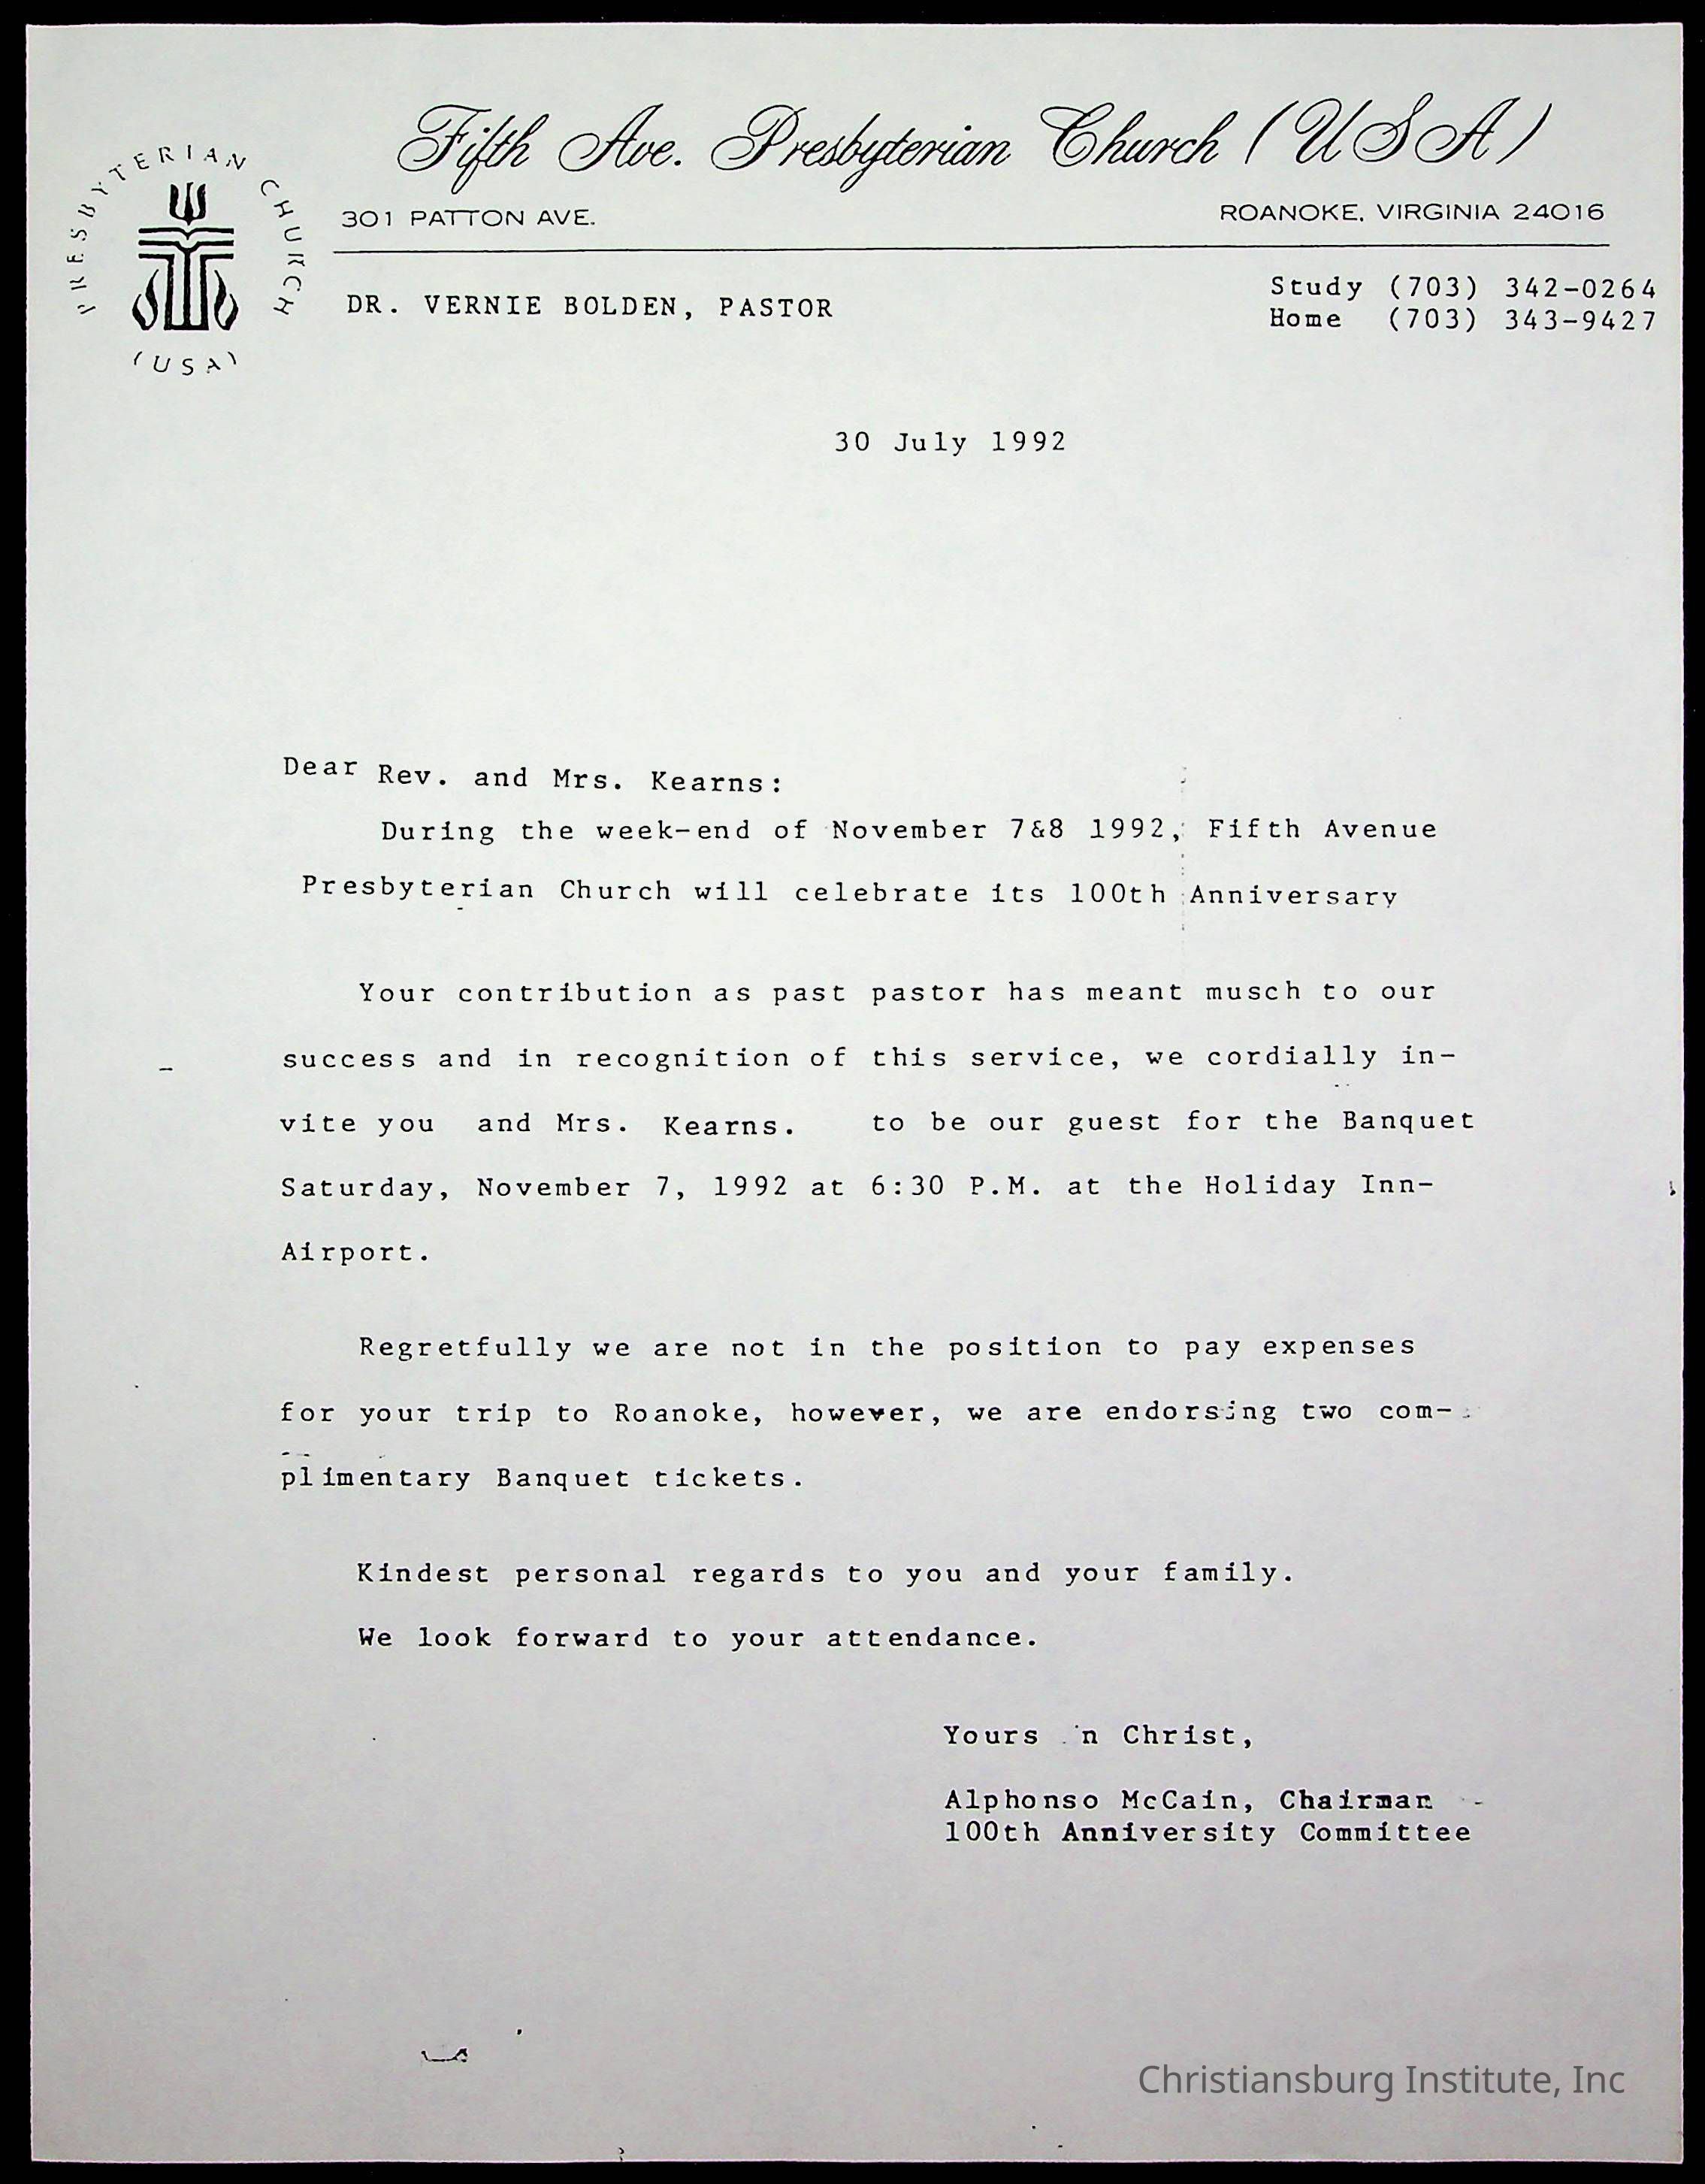 Fifth Ave. Presbyterian Church (USA)
PRESBYTERIAN CHURCH
(USA)
301 PATTON AVE.
ROANOKE, VIRGINIA 24016
DR. VERNIE BOLDEN, PASTOR
Study (703) 342-0264
Home (703) 343-9427
30 July 1992
Dear Rev. and Mrs. Kearns:
During the week-end of November 7&8 1992, Fifth Avenue
Presbyterian Church will celebrate its 100th Anniversary
Your contribution as past pastor has meant musch to our
success and in recognition of this service, we cordially in-
vite you and Mrs. Kearns. to be our guest for the Banquet
Saturday, November 7, 1992 at 6:30 P.M. at the Holiday Inn-
Airport.
Regretfully we are not in the position to pay expenses
for your trip to Roanoke, however, we are endorsing two com-
plimentary Banquet tickets.
Kindest personal regards to you and your family.
We look forward to your attendance.
Yours in Christ,
Alphonso McCain, Chairman
100th Anniversity Committee
Christiansburg Institute, Inc